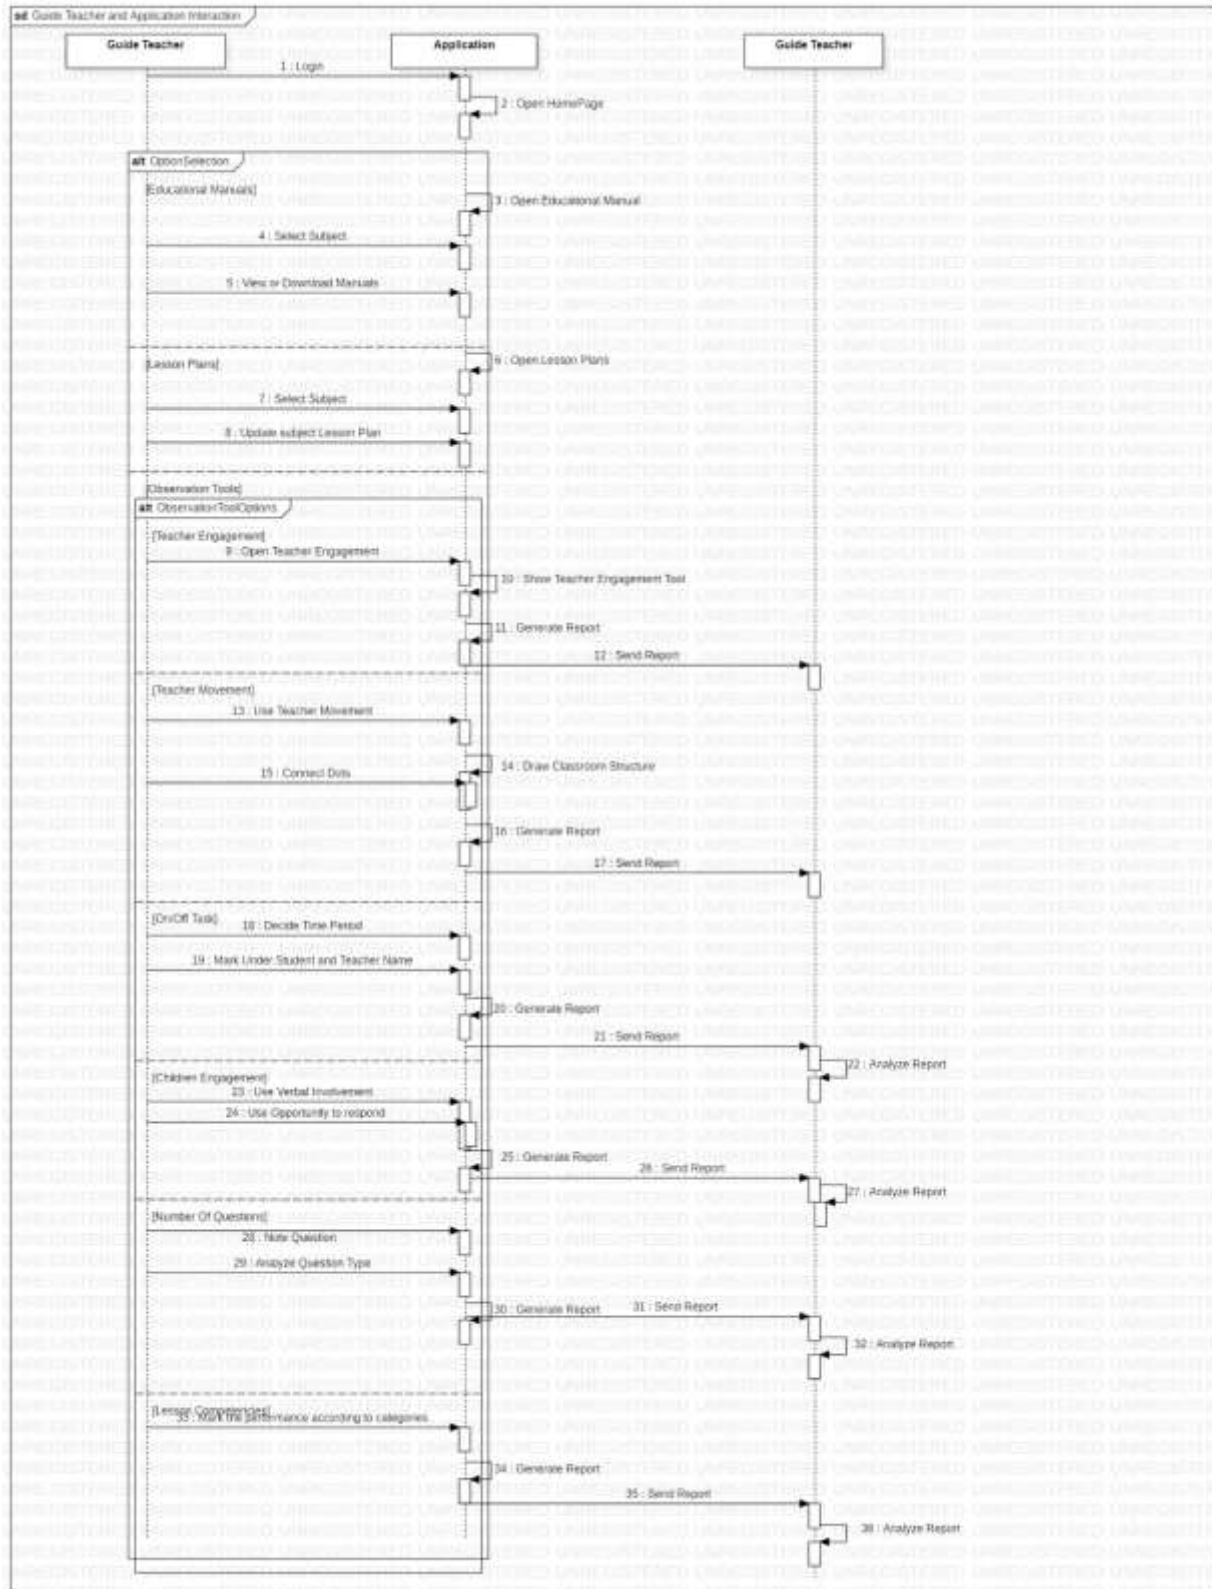 sd Guide Teacher and Application Interaction
Guide Teacher
Application
Guide Teacher
1 : Login
2 : Open HomePage
alt OptionSelection
[Educational Manuals]
3 : Open Educational Manual
4 : Select Subject
5 : View or Download Manuals
[Lesson Plans]
6 : Open Lesson Plans
7 : Select Subject
8 : Update subject Lesson Plan
[Observation Tools]
alt ObservationToolOptions
[Teacher Engagement]
9 : Open Teacher Engagement
10 : Show Teacher Engagement Tool
11 : Generate Report
12 : Send Report
[Teacher Movement]
13 : Use Teacher Movement
14 : Draw Classroom Structure
15 : Connect Dots
16 : Generate Report
17 : Send Report
[On/Off Task]
18 : Decide Time Period
19 : Mark Under Student and Teacher Name
20 : Generate Report
21 : Send Report
22 : Analyze Report
[Children Engagement]
23 : Use Verbal Involvement
24 : Use Opportunity to respond
25 : Generate Report
26 : Send Report
27 : Analyze Report
[Number Of Questions]
28 : Note Question
29 : Analyze Question Type
30 : Generate Report
31 : Send Report
32 : Analyze Report
[Lesson Competencies]
33 : Mark the performance according to categories
34 : Generate Report
35 : Send Report
36 : Analyze Report